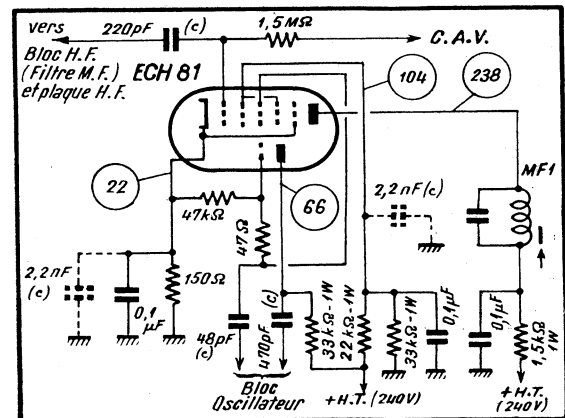 vers
220pF
(c)
1,5MΩ
C.A.V.
Bloc H.F.
(Filtre M.F.)
et plaque H.F.
ECH 81
104
238
22
66
MF1
2,2nF(c)
47kΩ
47Ω
2,2nF
(c)
0,1
µF
150Ω
48pF
(c)
470pF
(c)
33kΩ-1W
22kΩ-1W
33kΩ-1W
0,1µF
0,1µF
1,5kΩ
1W
Bloc
Oscillateur
+H.T.(240V)
+H.T.
(240V)